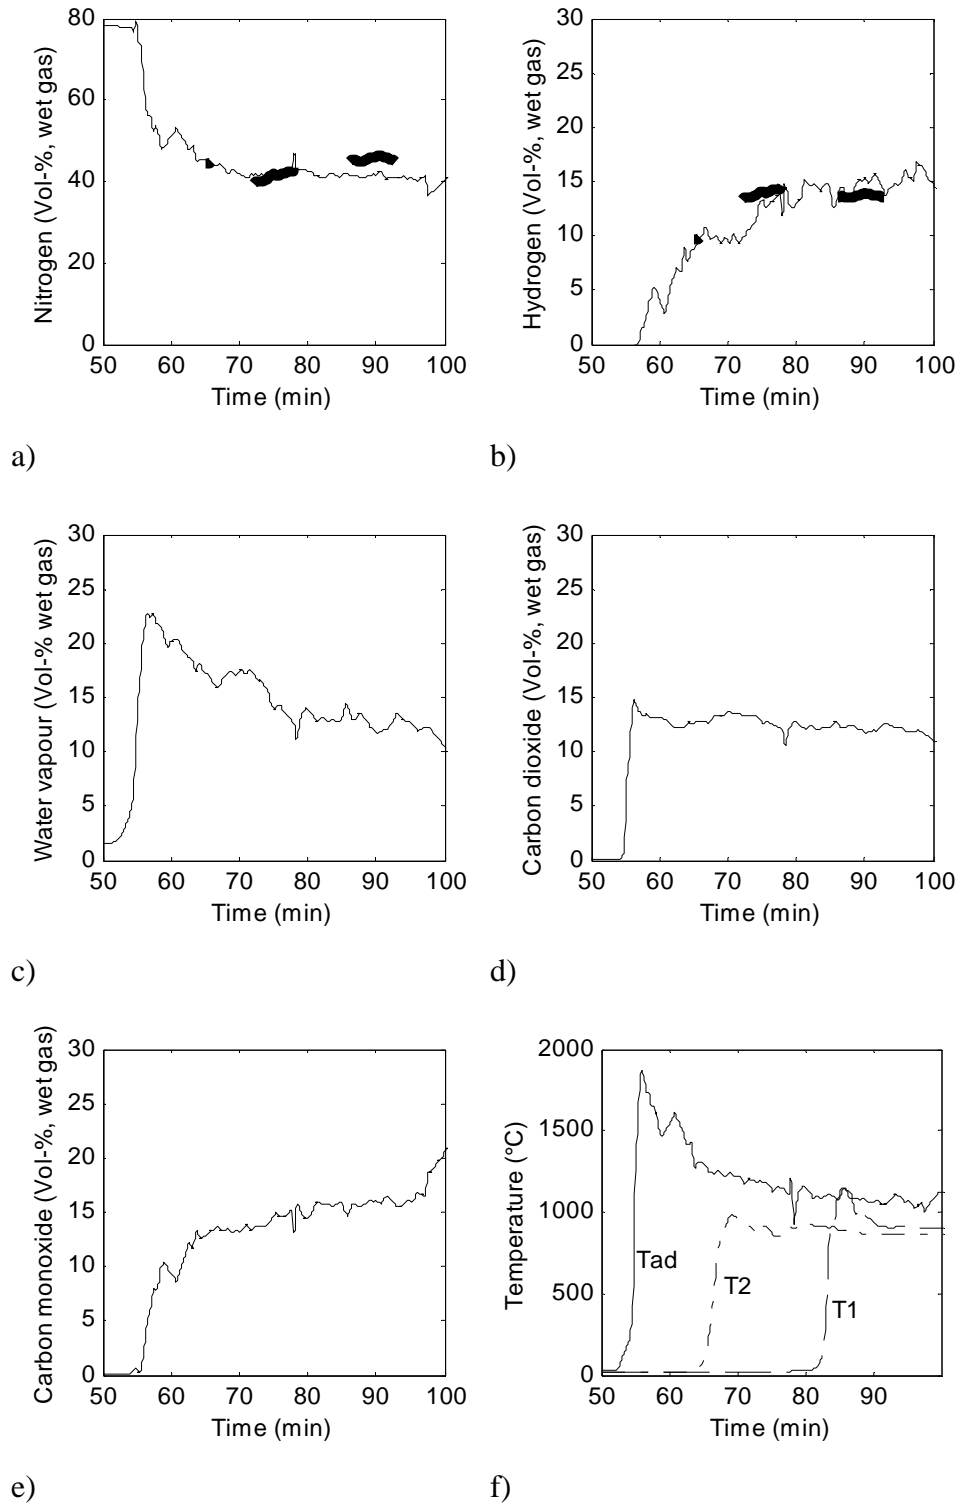 80
60
40
20
0
Nitrogen (Vol-%, wet gas)
50 60 70 80 90 100
Time (min)
a)
30
25
20
15
10
5
0
Hydrogen (Vol-%, wet gas)
50 60 70 80 90 100
Time (min)
b)
30
25
20
15
10
5
0
Water vapour (Vol-% wet gas)
50 60 70 80 90 100
Time (min)
c)
30
25
20
15
10
5
0
Carbon dioxide (Vol-%, wet gas)
50 60 70 80 90 100
Time (min)
d)
30
25
20
15
10
5
0
Carbon monoxide (Vol-%, wet gas)
50 60 70 80 90 100
Time (min)
e)
2000
1500
1000
500
0
Temperature (°C)
Tad
T2
T1
50 60 70 80 90
Time (min)
f)